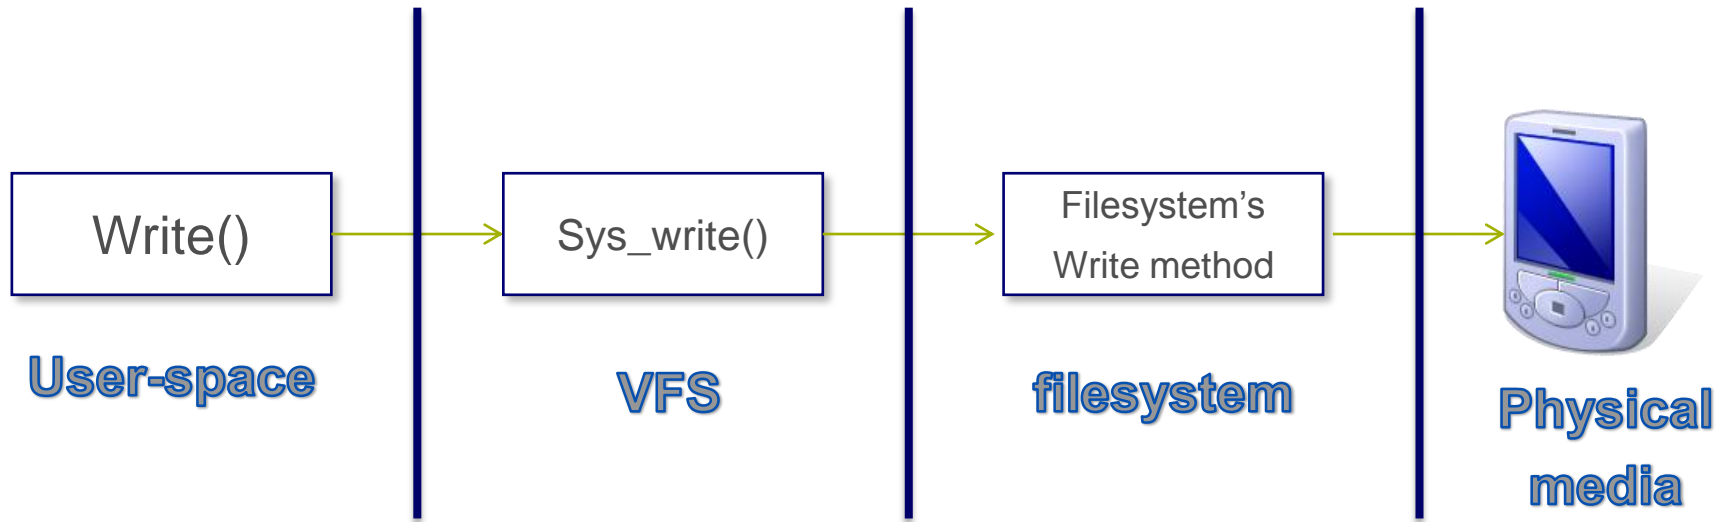 Write()
Sys_write()
Filesystem's
Write method
User-space
VFS
filesystem
Physical
media